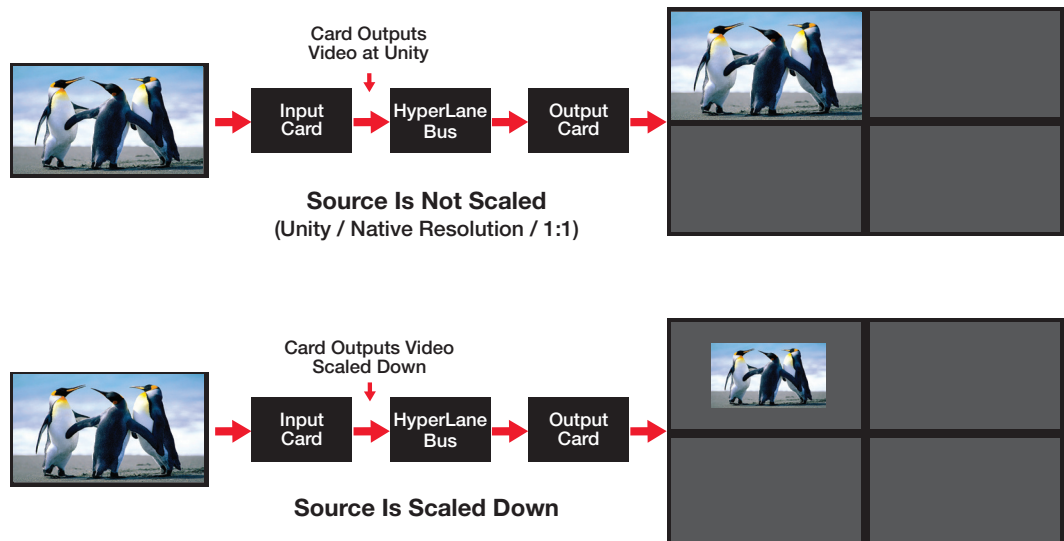 Card Outputs
Video at Unity
Input
Card
HyperLane
Bus
Output
Card
Source Is Not Scaled
(Unity / Native Resolution / 1:1)
Card Outputs Video
Scaled Down
Input
Card
HyperLane
Bus
Output
Card
Source Is Scaled Down